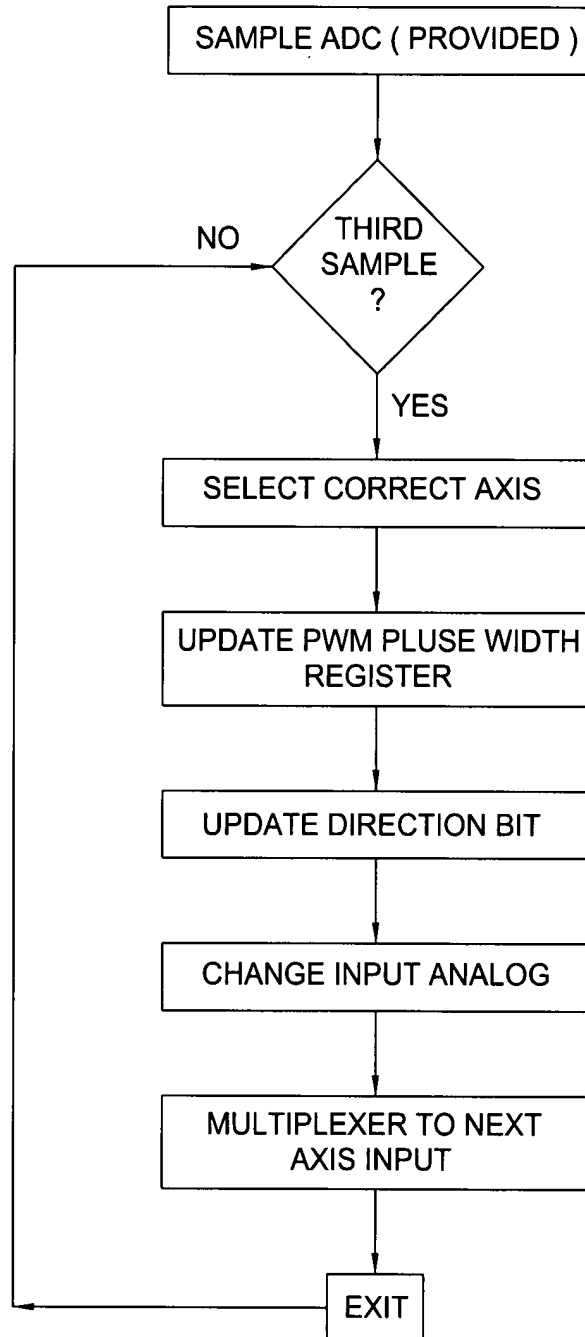 SAMPLE ADC ( PROVIDED )
NO
THIRD
SAMPLE
?
YES
SELECT CORRECT AXIS
UPDATE PWM PLUSE WIDTH
REGISTER
UPDATE DIRECTION BIT
CHANGE INPUT ANALOG
MULTIPLEXER TO NEXT
AXIS INPUT
EXIT